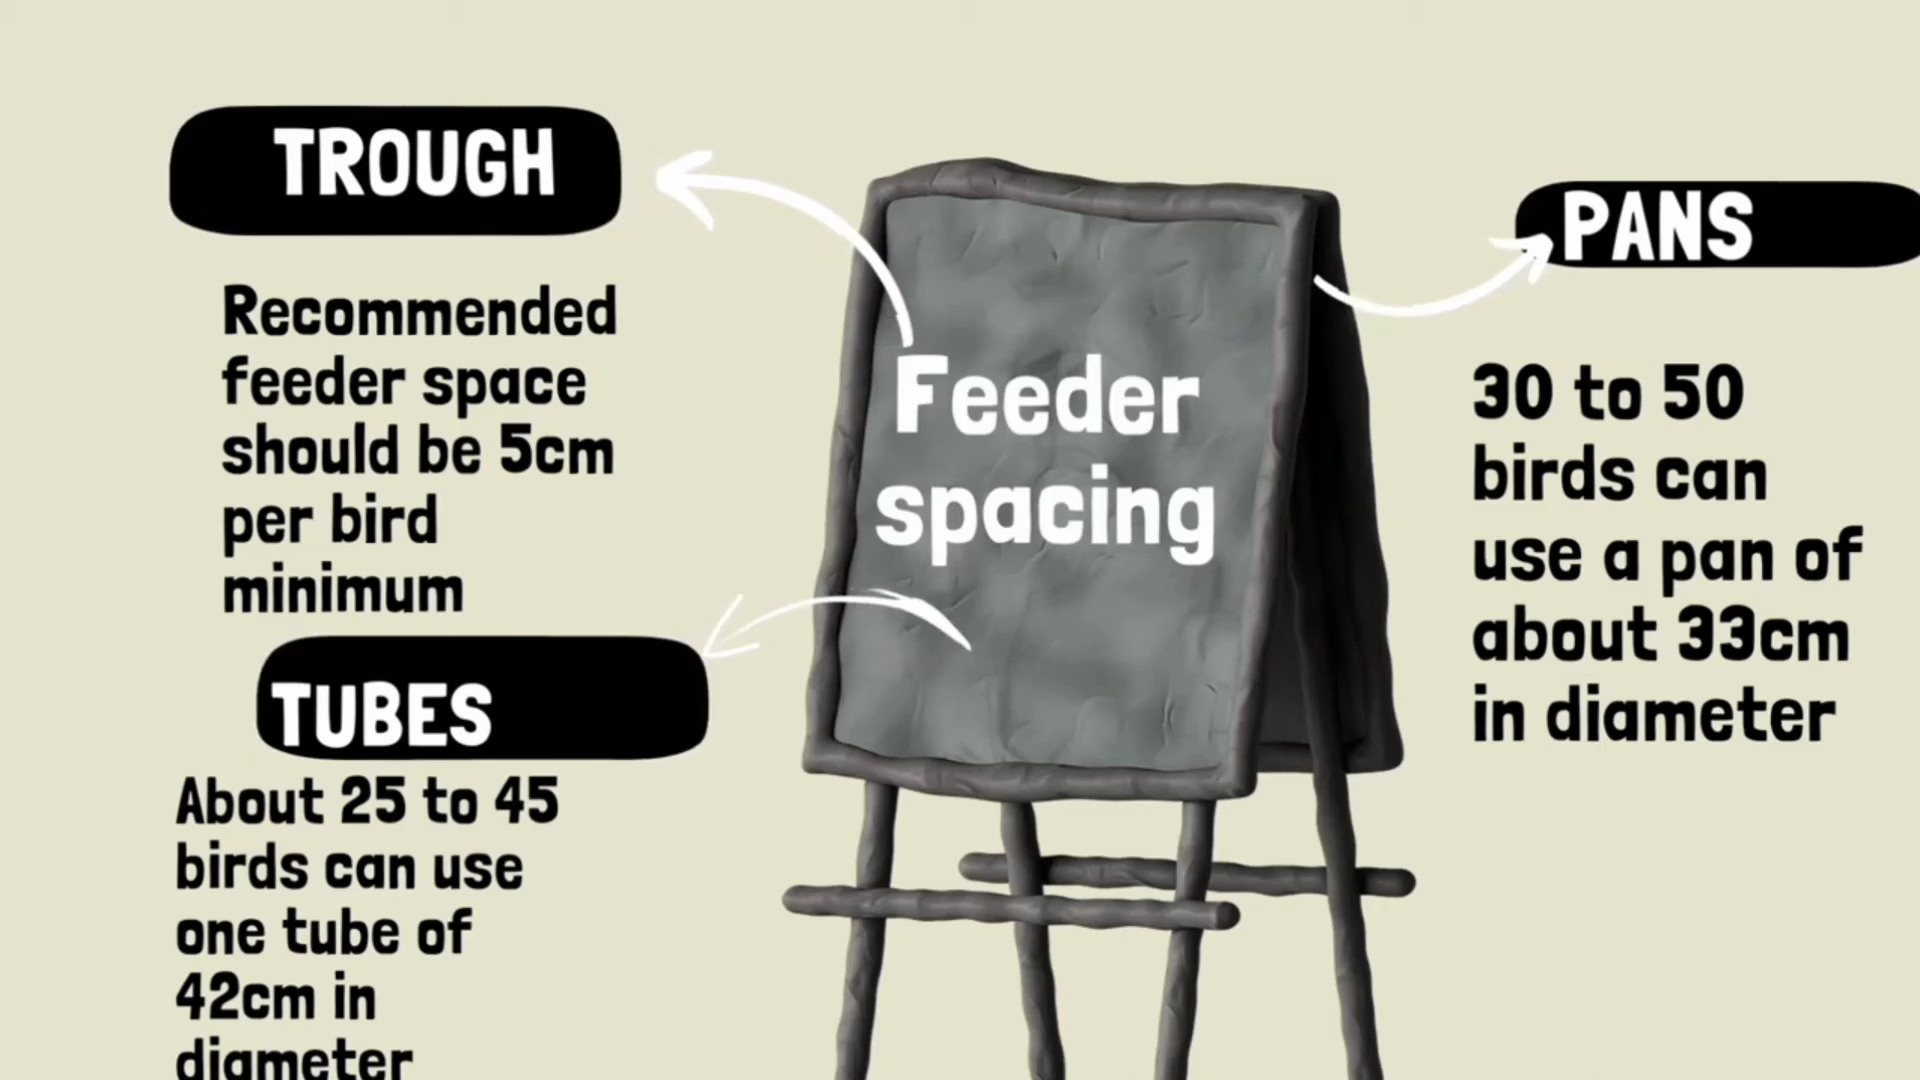 TROUGH
Recommended
feeder space
should be 5cm
per bird
minimum
TUBES
About 25 to 45
birds can use
one tube of
42cm in
diameter
Feeder
spacing
PANS
30 to 50
birds can
use a pan of
about 33cm
in diameter